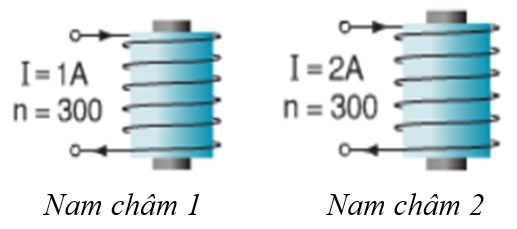 I = 1A
n = 300
Nam châm 1
I = 2A
n = 300
Nam châm 2